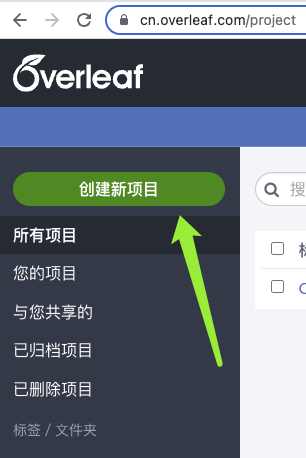 cn.overleaf.com/project
Overleaf
创建新项目
搜
所有项目
标
您的项目
与您共享的
已归档项目
已删除项目
标签 / 文件夹